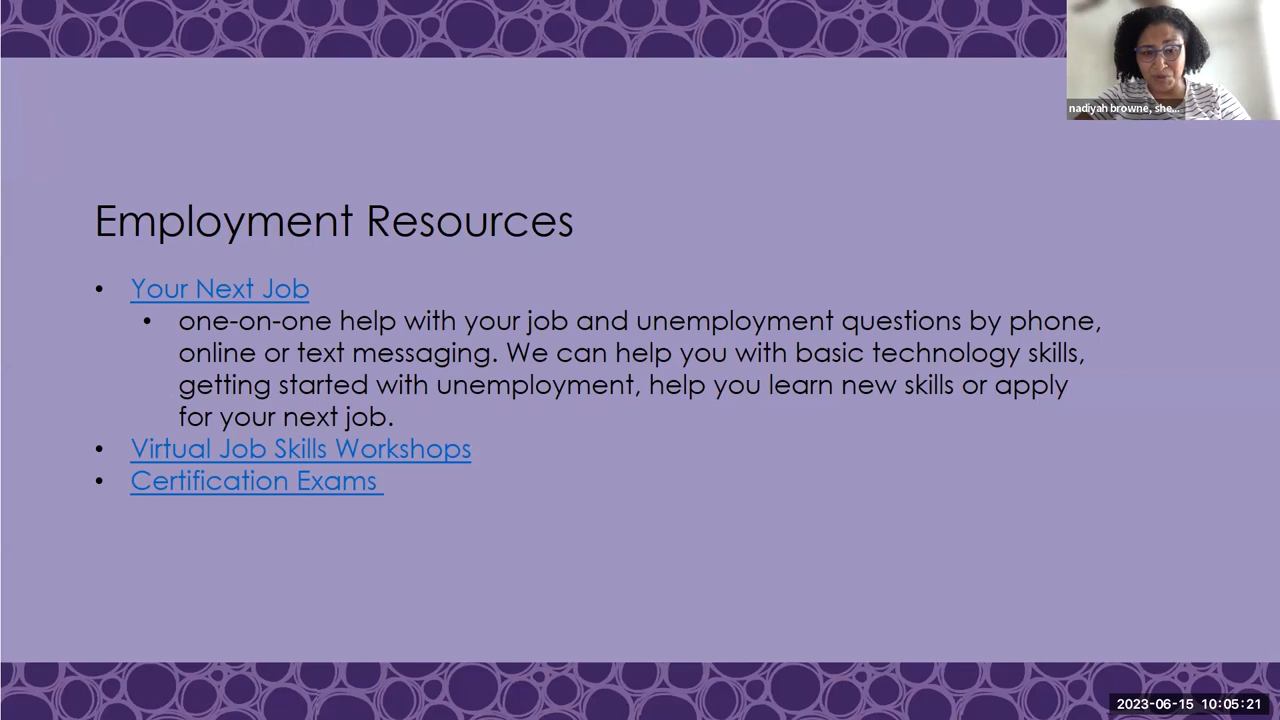 nadiyah browne, she...
Employment Resources
• Your Next Job
• one-on-one help with your job and unemployment questions by phone,
online or text messaging. We can help you with basic technology skills,
getting started with unemployment, help you learn new skills or apply
for your next job.
• Virtual Job Skills Workshops
• Certification Exams
2023-06-15 10:05:21